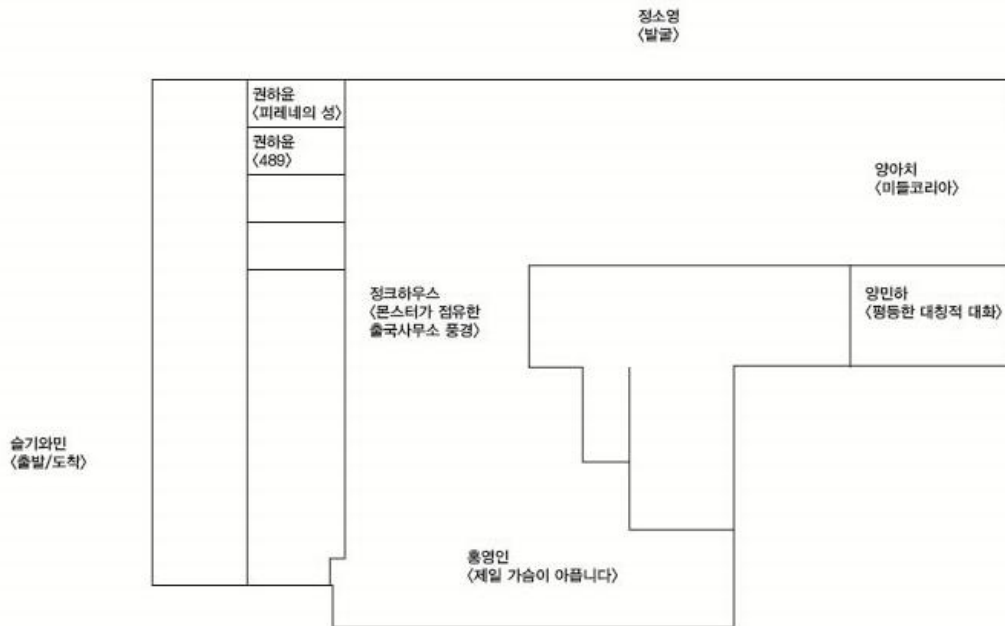 정소영
〈발굴〉
권하윤
〈피레네의 성〉
권하윤
〈489〉
양아치
〈미들코리아〉
정크하우스
〈몬스터가 점유한
출국사무소 풍경〉
양민하
〈평등한 대칭적 대화〉
슬기와민
〈출발/도착〉
홍영인
〈제일 가슴이 아픕니다〉